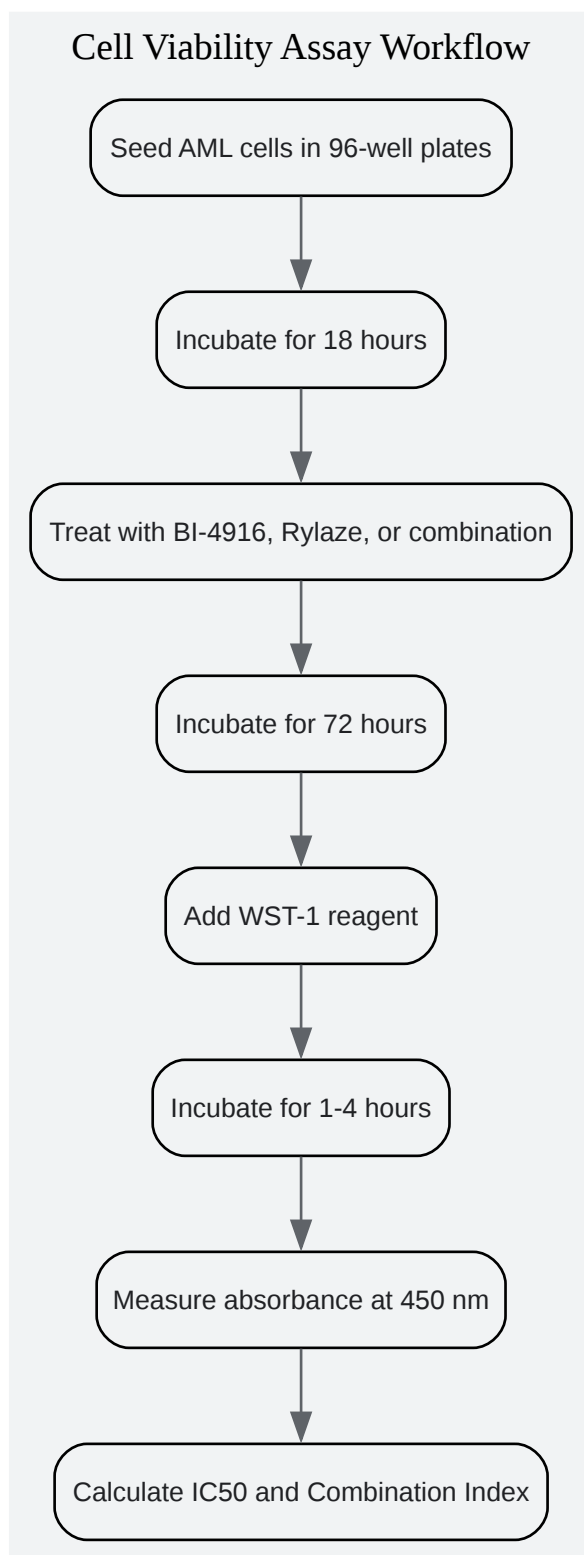 Cell Viability Assay Workflow
Seed AML cells in 96-well plates
Incubate for 18 hours
Treat with BI-4916, Rylaze, or combination
Incubate for 72 hours
Add WST-1 reagent
Incubate for 1-4 hours
Measure absorbance at 450 nm
Calculate IC50 and Combination Index